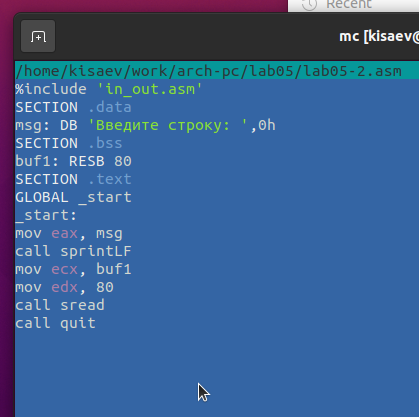 Recent
mc [kisaev@
/home/kisaev/work/arch-pc/lab05/lab05-2.asm
%include 'in_out.asm'
SECTION .data
msg: DB 'Введите строку: ',0h
SECTION .bss
buf1: RESB 80
SECTION .text
GLOBAL _start
_start:
mov eax, msg
call sprintLF
mov ecx, buf1
mov edx, 80
call sread
call quit